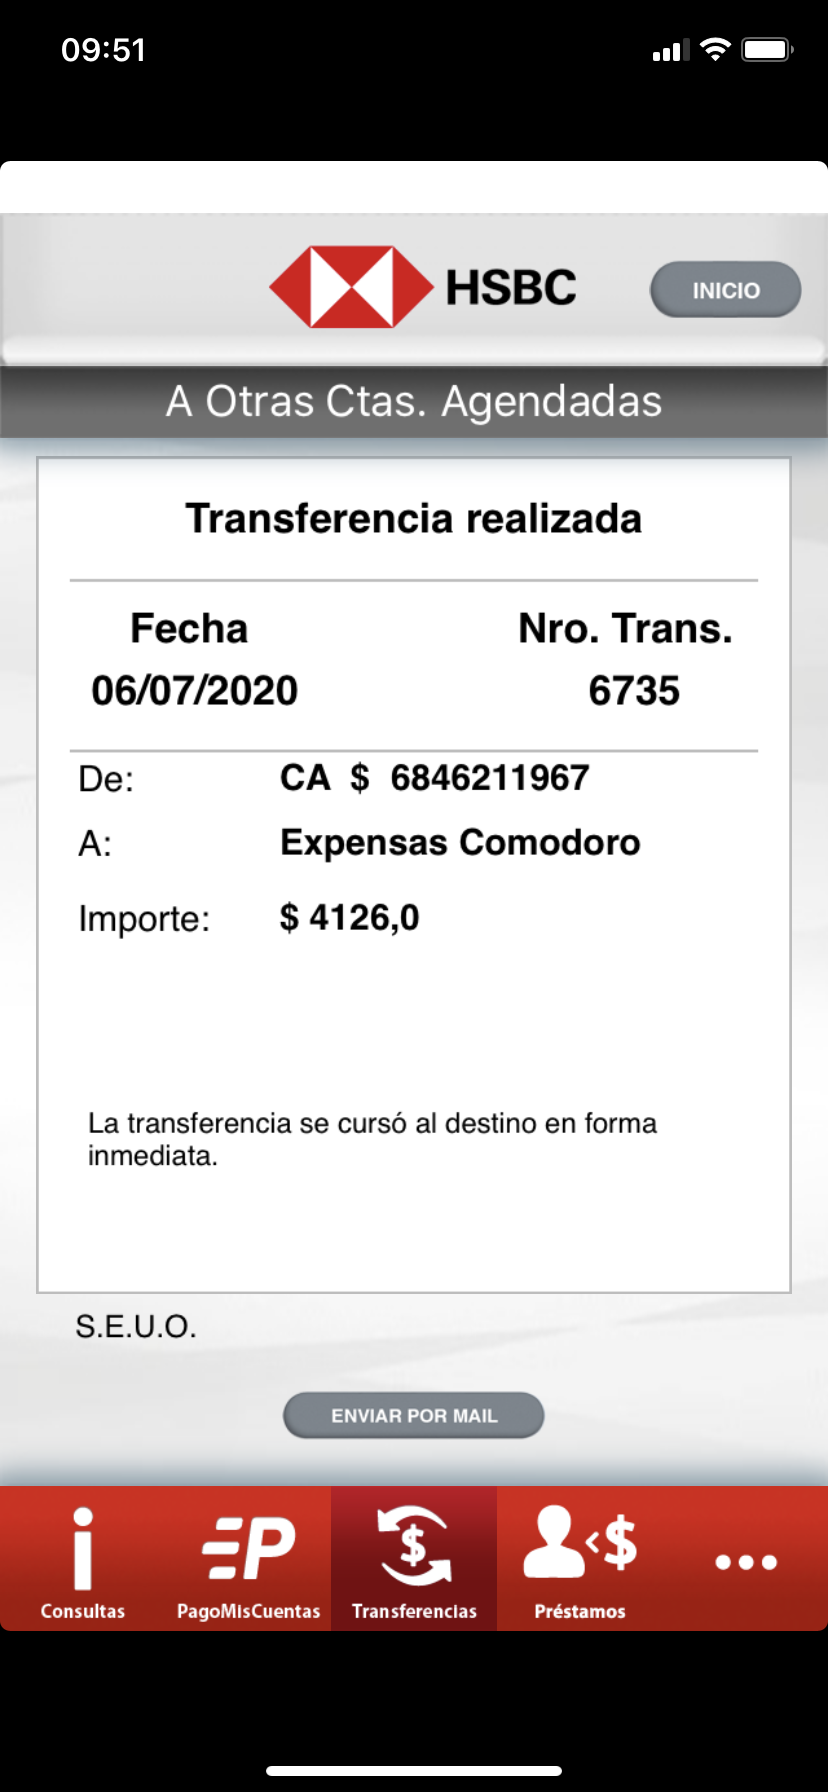 09:51
HSBC
INICIO
A Otras Ctas. Agendadas
Transferencia realizada
Fecha Nro. Trans.
06/07/2020 6735
De: CA $ 6846211967
A: Expensas Comodoro
Importe: $ 4126,0
La transferencia se cursó al destino en forma
inmediata.
S.E.U.O.
ENVIAR POR MAIL
Consultas PagoMisCuentas Transferencias Préstamos